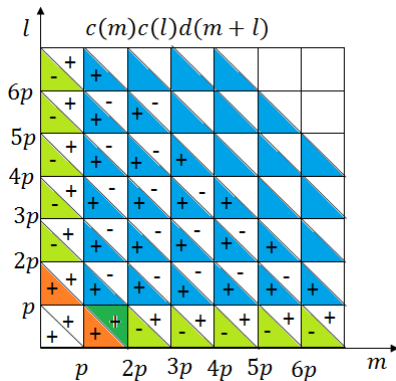 l c(m)c(l)d(m + l)
+
- +
6p
+ - -
- + +
5p
+ - -
- + + +
4p
+ - - -
- + + + +
3p
+ - - - -
- + + + + +
2p
+ - - - - -
+ + + + + + +
p
+ + + + + + +
+ + - - - - -
p 2p 3p 4p 5p 6p m